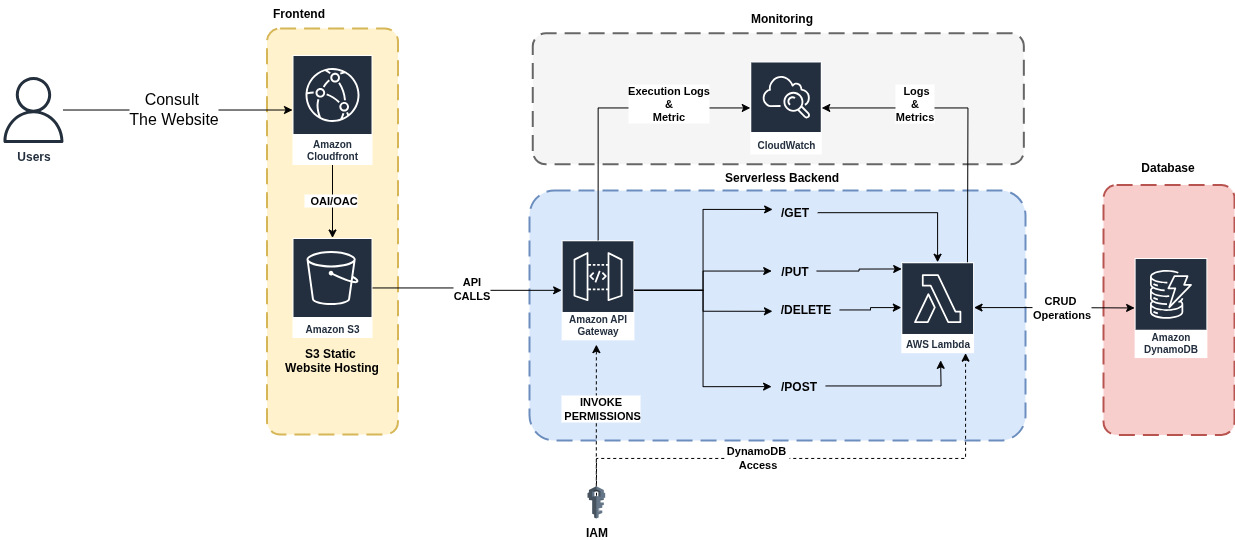 Frontend
Monitoring
Consult
The Website
Users
Amazon
Cloudfront
OAI/OAC
Amazon S3
S3 Static
Website Hosting
API
CALLS
Execution Logs
&
Metric
CloudWatch
Logs
&
Metrics
Serverless Backend
Amazon API
Gateway
/GET
/PUT
/DELETE
/POST
AWS Lambda
INVOKE
PERMISSIONS
DynamoDB
Access
IAM
CRUD
Operations
Database
Amazon
DynamoDB